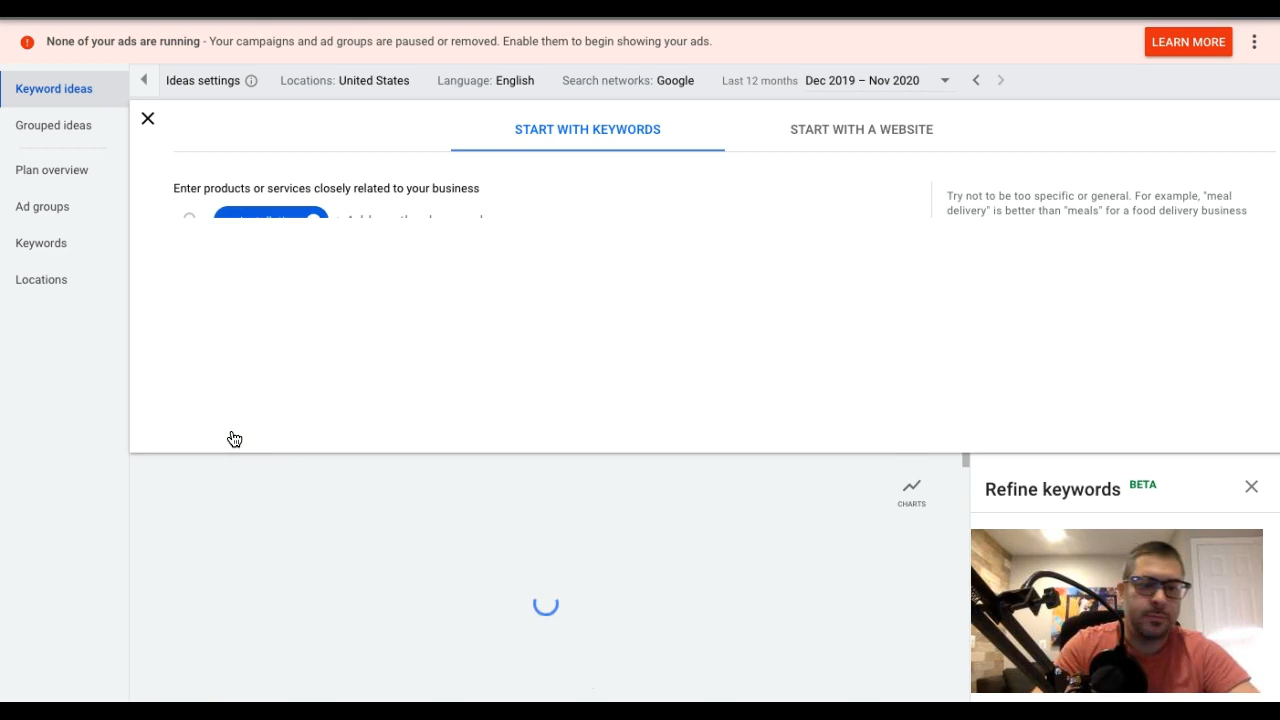 None of your ads are running - Your campaigns and ad groups are paused or removed. Enable them to begin showing your ads.
LEARN MORE
Keyword ideas
Ideas settings
Locations: United States
Language: English
Search networks: Google
Last 12 months Dec 2019 – Nov 2020
Grouped ideas
Plan overview
Ad groups
Keywords
Locations
START WITH KEYWORDS
START WITH A WEBSITE
Enter products or services closely related to your business
Try not to be too specific or general. For example, "meal
delivery" is better than "meals" for a food delivery business
CHARTS
Refine keywords BETA